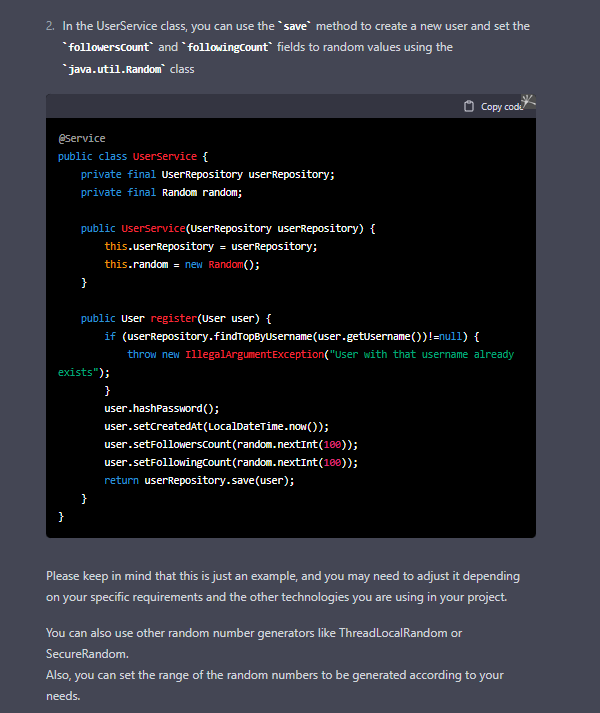 2. In the UserService class, you can use the `save` method to create a new user and set the
`followersCount` and `followingCount` fields to random values using the
`java.util.Random` class
Copy code
@Service
public class UserService {
    private final UserRepository userRepository;
    private final Random random;
    public UserService(UserRepository userRepository) {
        this.userRepository = userRepository;
        this.random = new Random();
    }
    public User register(User user) {
        if (userRepository.findTopByUsername(user.getUsername())!=null) {
            throw new IllegalArgumentException("User with that username already
exists");
        }
        user.hashPassword();
        user.setCreatedAt(LocalDateTime.now());
        user.setFollowersCount(random.nextInt(100));
        user.setFollowingCount(random.nextInt(100));
        return userRepository.save(user);
    }
}
Please keep in mind that this is just an example, and you may need to adjust it depending
on your specific requirements and the other technologies you are using in your project.
You can also use other random number generators like ThreadLocalRandom or
SecureRandom.
Also, you can set the range of the random numbers to be generated according to your
needs.